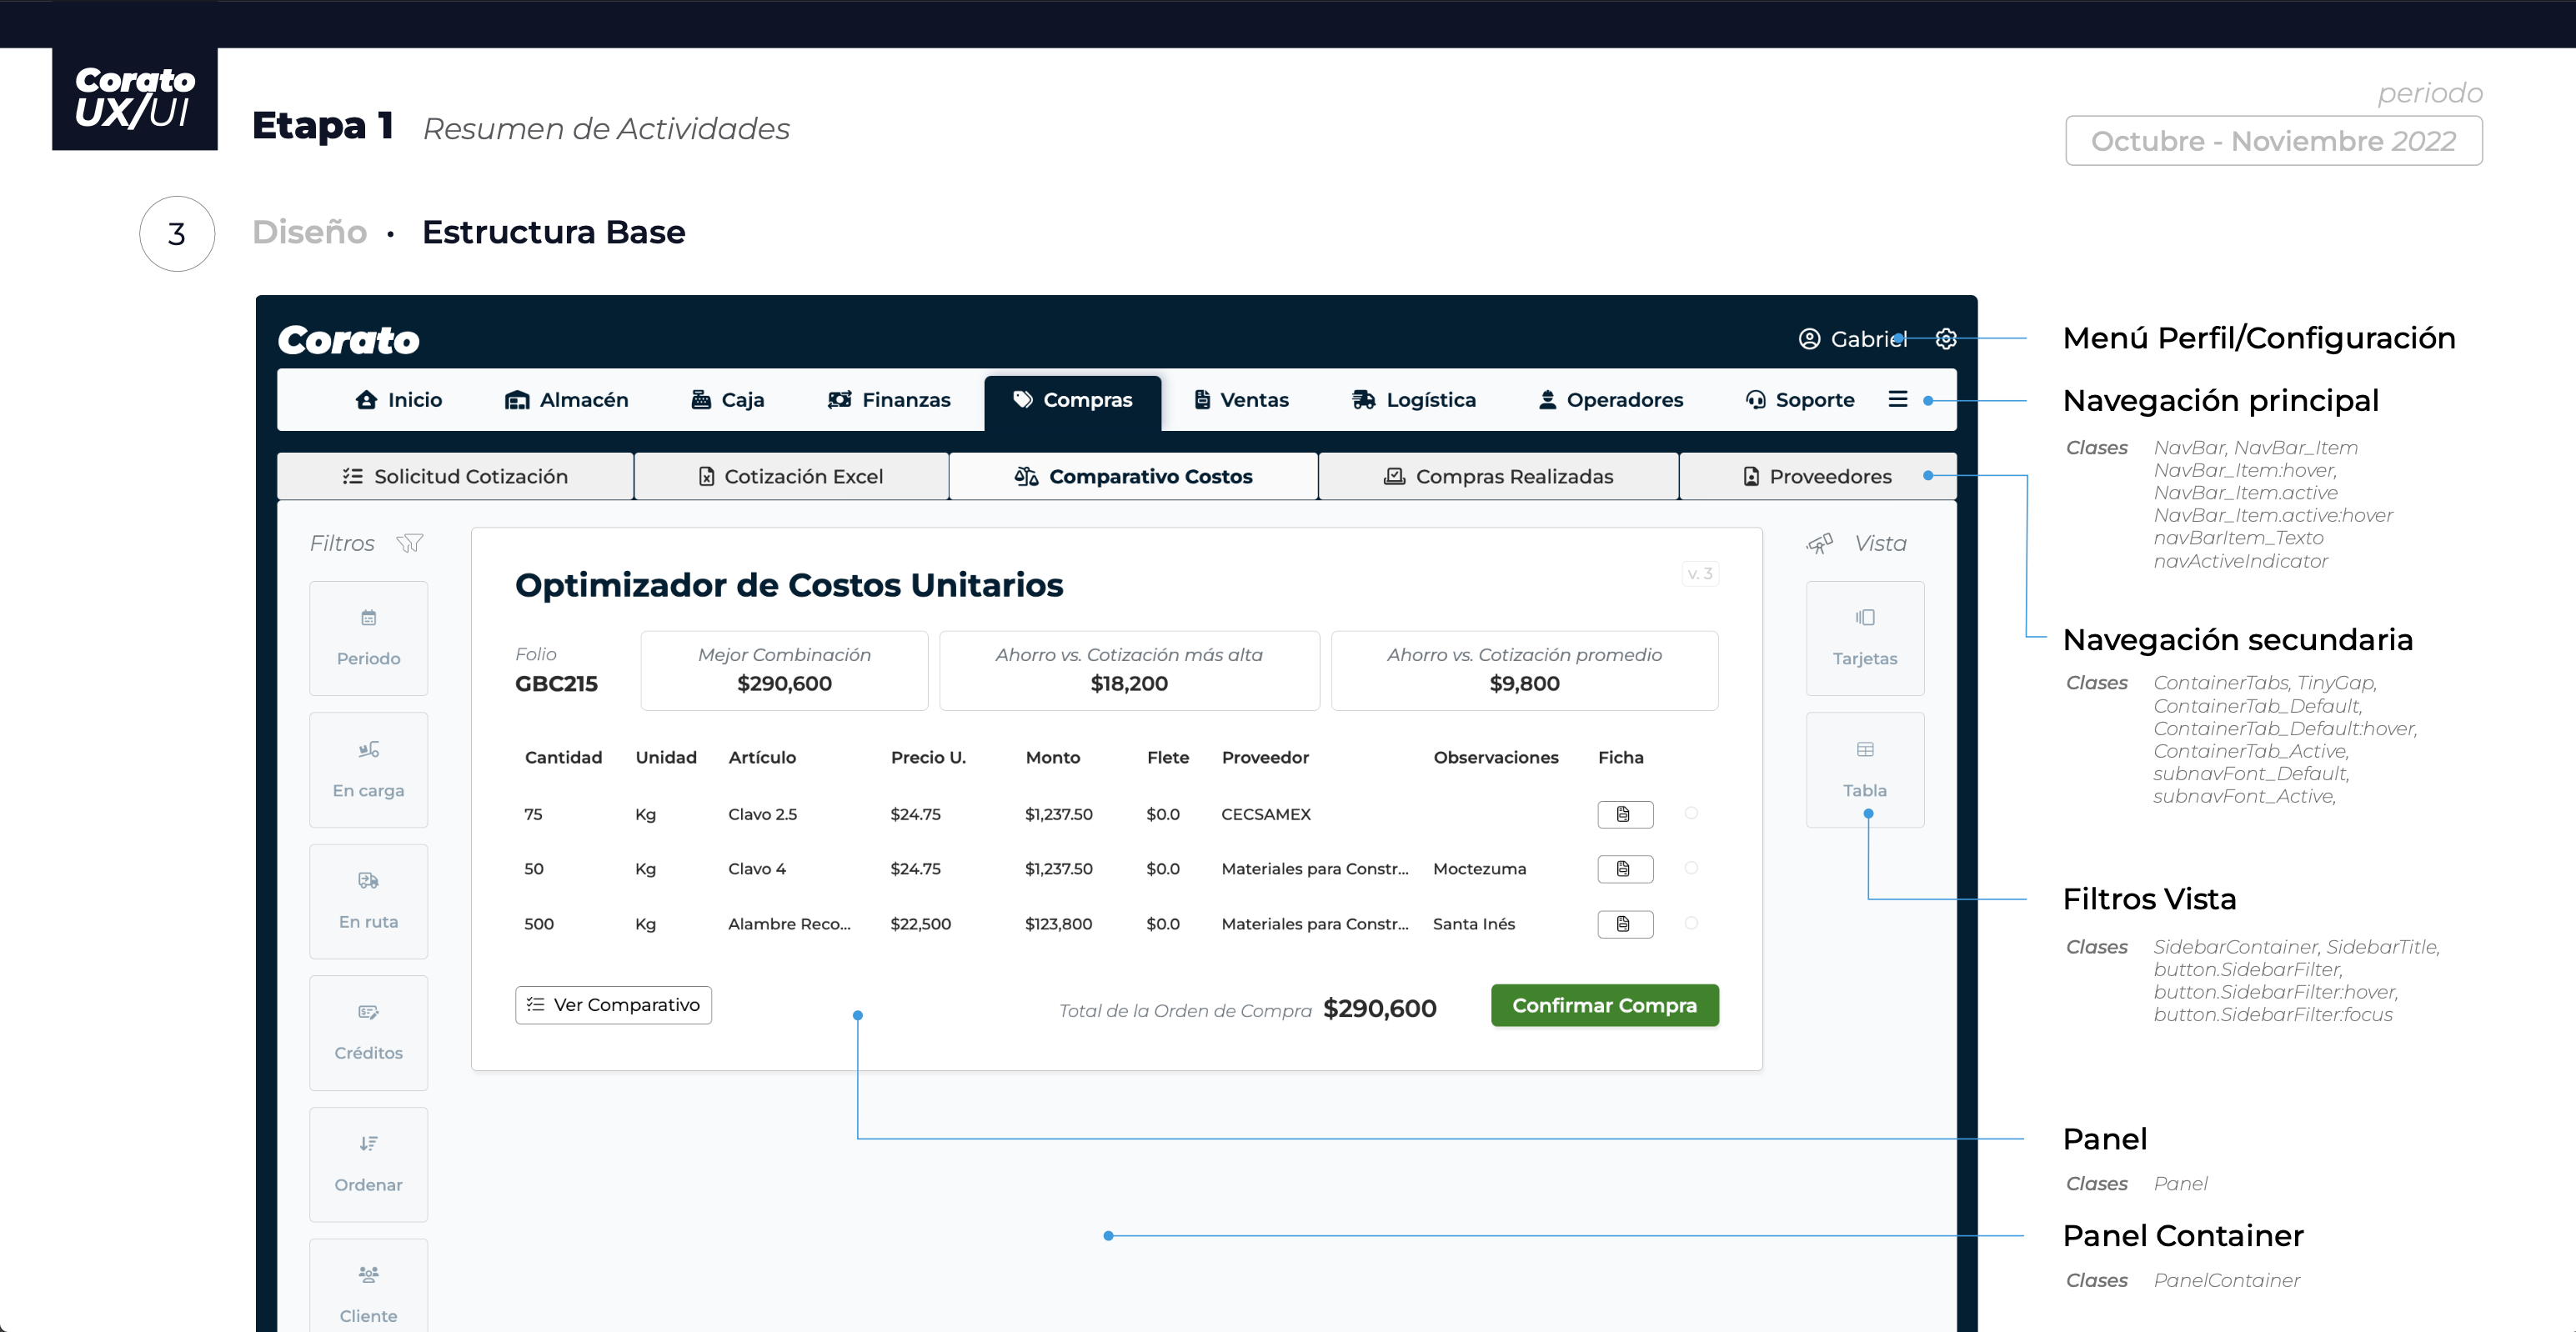 Corato
UX/UI
Etapa 1 Resumen de Actividades
periodo
Octubre - Noviembre 2022
3
Diseño · Estructura Base
Corato
Gabriel
Inicio Almacén Caja Finanzas Compras Ventas Logística Operadores Soporte
Solicitud Cotización Cotización Excel Comparativo Costos Compras Realizadas Proveedores
Filtros
Periodo
En carga
En ruta
Créditos
Ordenar
Cliente
Optimizador de Costos Unitarios
v. 3
Folio
GBC215
Mejor Combinación
$290,600
Ahorro vs. Cotización más alta
$18,200
Ahorro vs. Cotización promedio
$9,800
Cantidad Unidad Artículo Precio U. Monto Flete Proveedor Observaciones Ficha
75 Kg Clavo 2.5 $24.75 $1,237.50 $0.0 CECSAMEX
50 Kg Clavo 4 $24.75 $1,237.50 $0.0 Materiales para Constr... Moctezuma
500 Kg Alambre Reco... $22,500 $123,800 $0.0 Materiales para Constr... Santa Inés
Ver Comparativo
Total de la Orden de Compra $290,600
Confirmar Compra
Vista
Tarjetas
Tabla
Menú Perfil/Configuración
Navegación principal
Clases NavBar, NavBar_Item
NavBar_Item:hover,
NavBar_Item.active
NavBar_Item.active:hover
navBarItem_Texto
navActiveIndicator
Navegación secundaria
Clases ContainerTabs, TinyGap,
ContainerTab_Default,
ContainerTab_Default:hover,
ContainerTab_Active,
subnavFont_Default,
subnavFont_Active,
Filtros Vista
Clases SidebarContainer, SidebarTitle,
button.SidebarFilter,
button.SidebarFilter:hover,
button.SidebarFilter:focus
Panel
Clases Panel
Panel Container
Clases PanelContainer